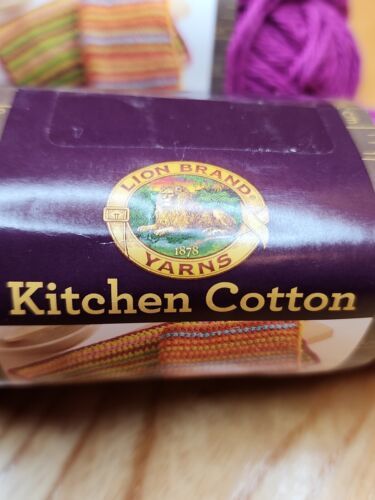 LION BRAND
1878
YARNS
Kitchen Cotton